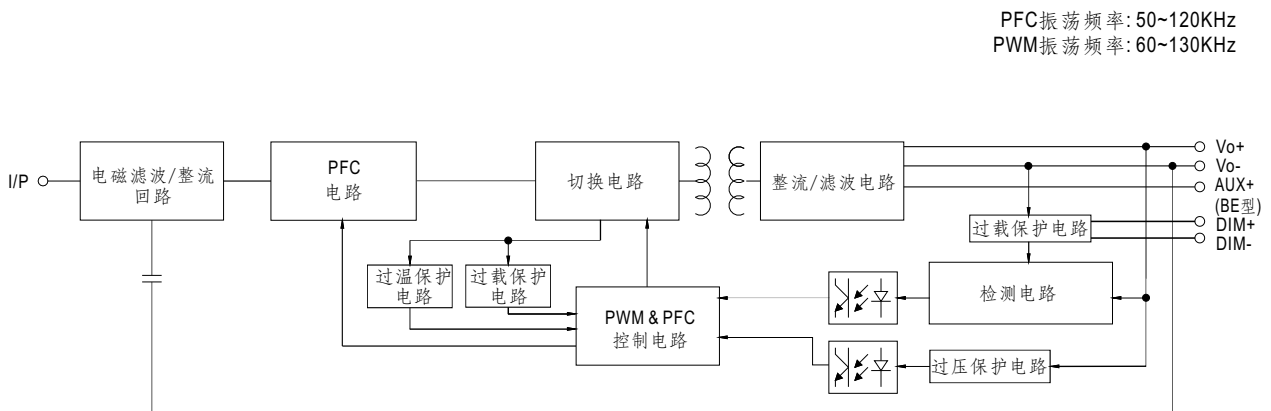 PFC振荡频率: 50~120KHz
PWM振荡频率: 60~130KHz
I/P
电磁滤波/整流
回路
PFC
电路
切换电路
整流/滤波电路
Vo+
Vo-
AUX+
(BE型)
DIM+
DIM-
过载保护电路
过温保护
电路
过载保护
电路
PWM & PFC
控制电路
检测电路
过压保护电路